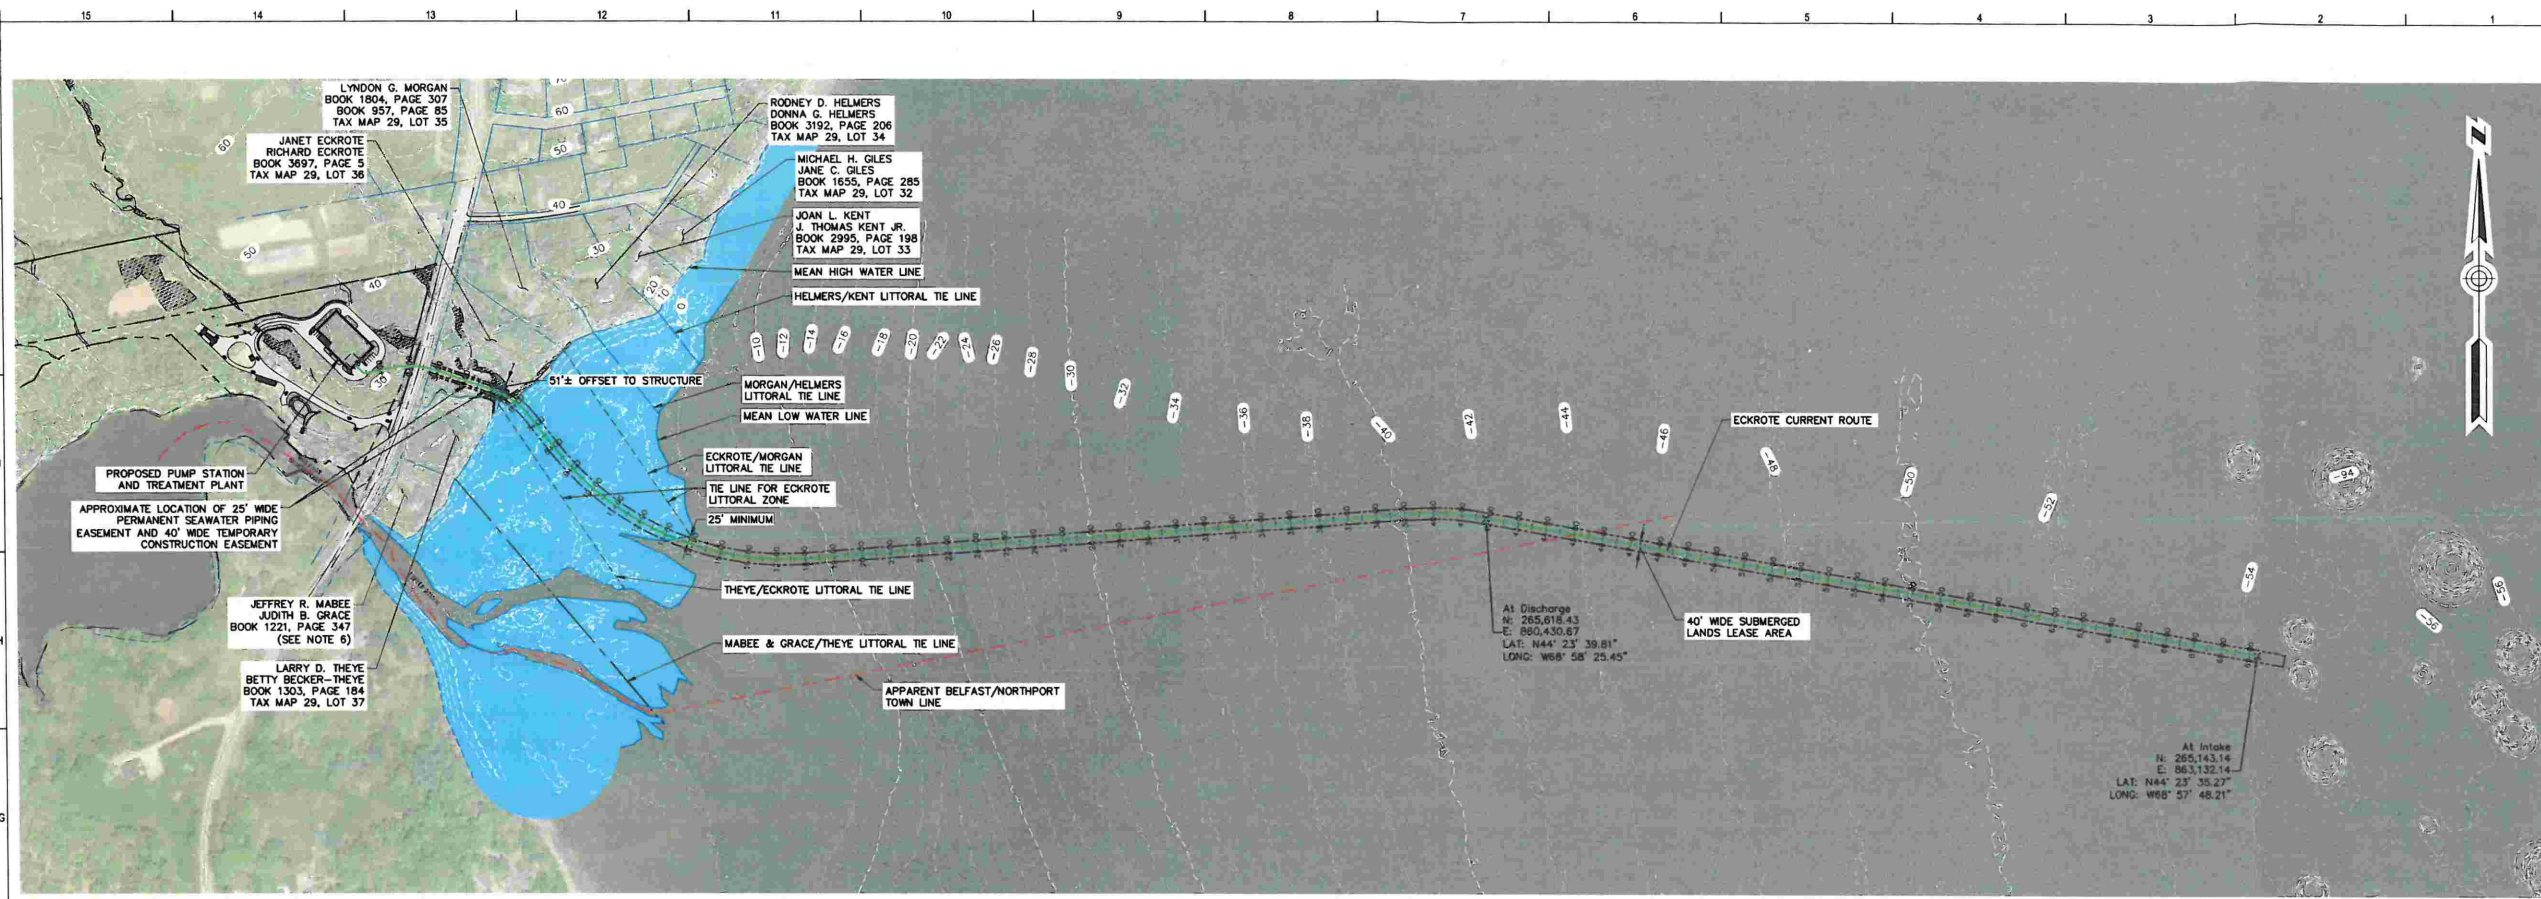 15 14 13 12 11 10 9 8 7 6 5 4 3 2 1
LYNDON G. MORGAN
BOOK 1804, PAGE 307
BOOK 957, PAGE 85
TAX MAP 29, LOT 35
JANET ECKROTE
RICHARD ECKROTE
BOOK 3697, PAGE 5
TAX MAP 29, LOT 36
RODNEY D. HELMERS
DONNA G. HELMERS
BOOK 3192, PAGE 206
TAX MAP 29, LOT 34
MICHAEL H. GILES
JANE C. GILES
BOOK 1655, PAGE 285
TAX MAP 29, LOT 32
JOAN L. KENT
J. THOMAS KENT JR.
BOOK 2995, PAGE 198
TAX MAP 29, LOT 33
MEAN HIGH WATER LINE
HELMERS/KENT LITTORAL TIE LINE
N
70
60
60
50
50
40
40
30
30
20
10
0
-10 -12 -14 -16 -18 -20 -22 -24 -26 -28 -30 -32 -34 -36 -38 -40 -42 -44 -46 -48 -50 -52 -94 -54 -56 -56
51'± OFFSET TO STRUCTURE
MORGAN/HELMERS
LITTORAL TIE LINE
MEAN LOW WATER LINE
ECKROTE/MORGAN
LITTORAL TIE LINE
TIE LINE FOR ECKROTE
LITTORAL ZONE
25' MINIMUM
ECKROTE CURRENT ROUTE
PROPOSED PUMP STATION
AND TREATMENT PLANT
APPROXIMATE LOCATION OF 25' WIDE
PERMANENT SEAWATER PIPING
EASEMENT AND 40' WIDE TEMPORARY
CONSTRUCTION EASEMENT
THEYE/ECKROTE LITTORAL TIE LINE
JEFFREY R. MABEE
JUDITH B. GRACE
BOOK 1221, PAGE 347
(SEE NOTE 6)
MABEE & GRACE/THEYE LITTORAL TIE LINE
LARRY D. THEYE
BETTY BECKER-THEYE
BOOK 1303, PAGE 184
TAX MAP 29, LOT 37
APPARENT BELFAST/NORTHPORT
TOWN LINE
At Discharge
N: 265,618.43
E: 860,430.67
LAT: N44° 23' 39.81"
LONG: W68° 58' 25.45"
40' WIDE SUBMERGED
LANDS LEASE AREA
At Intake
N: 265,143.14
E: 863,132.14
LAT: N44° 23' 35.27"
LONG: W68° 57' 48.21"
H
G